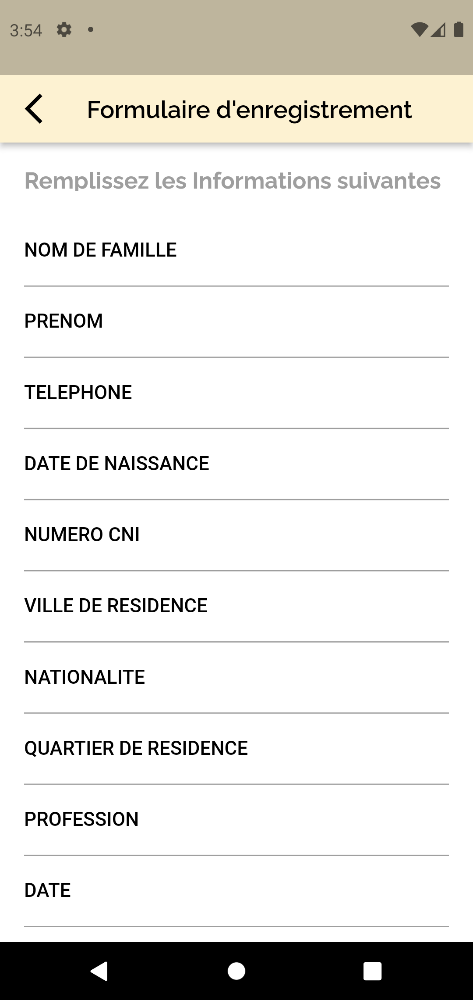 3:54
Formulaire d'enregistrement
Remplissez les Informations suivantes
NOM DE FAMILLE
PRENOM
TELEPHONE
DATE DE NAISSANCE
NUMERO CNI
VILLE DE RESIDENCE
NATIONALITE
QUARTIER DE RESIDENCE
PROFESSION
DATE